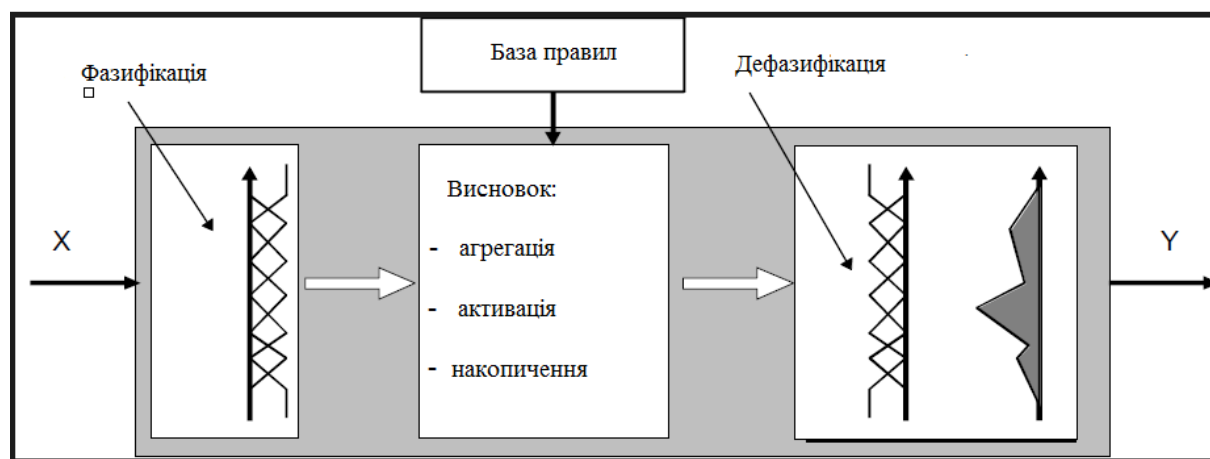 База правил
Фазифікація
Дефазифікація
X
Висновок:
- агрегація
- активація
- накопичення
Y